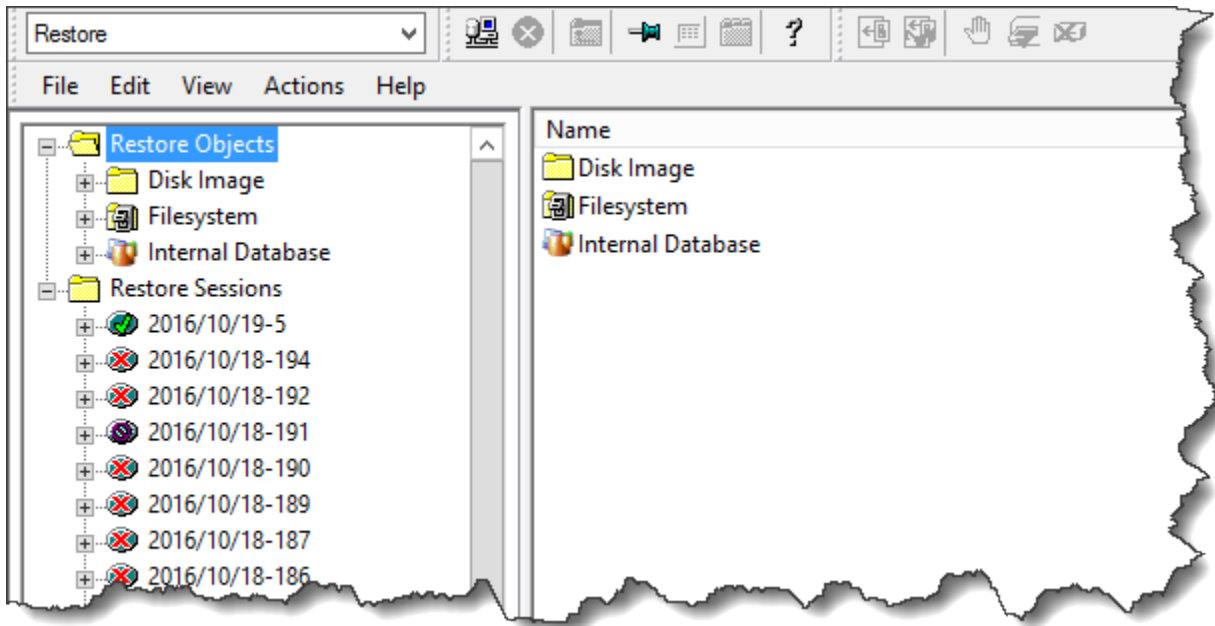 Restore
?
File Edit View Actions Help
Restore Objects
Disk Image
Filesystem
Internal Database
Restore Sessions
2016/10/19-5
2016/10/18-194
2016/10/18-192
2016/10/18-191
2016/10/18-190
2016/10/18-189
2016/10/18-187
2016/10/18-186
Name
Disk Image
Filesystem
Internal Database